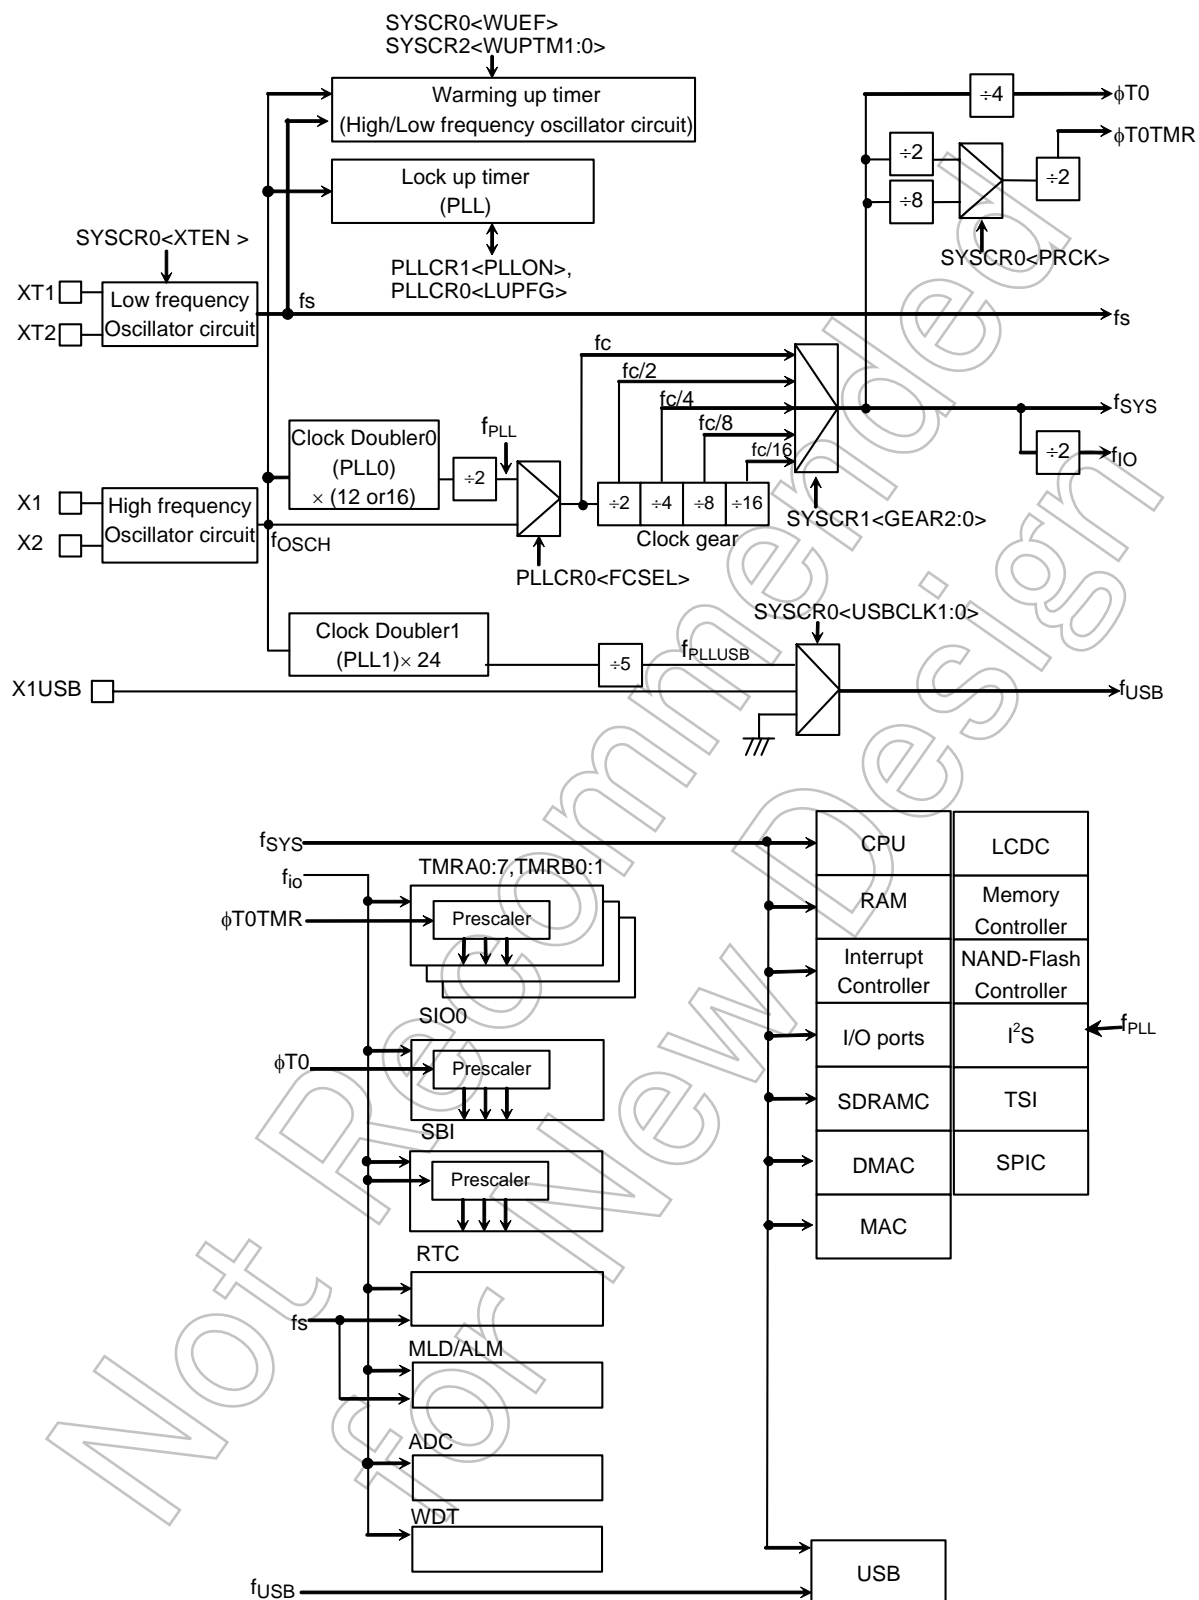 SYSCR0<WUEF>
SYSCR2<WUPTM1:0>
Warming up timer
(High/Low frequency oscillator circuit)
÷4
ϕT0
ϕT0TMR
÷2
÷8
÷2
Lock up timer
(PLL)
SYSCR0<XTEN >
PLLCR1<PLLON>,
PLLCR0<LUPFG>
SYSCR0<PRCK>
XT1
XT2
Low frequency
Oscillator circuit
fs
fs
fc
fc/2
fc/4
fc/8
fc/16
fSYS
÷2
fIO
Clock Doubler0
(PLL0)
× (12 or16)
÷2
fPLL
÷2
÷4
÷8
÷16
Clock gear
SYSCR1<GEAR2:0>
X1
X2
High frequency
Oscillator circuit
fOSCH
PLLCR0<FCSEL>
SYSCR0<USBCLK1:0>
Clock Doubler1
(PLL1)× 24
÷5
fPLLUSB
X1USB
fUSB
fSYS
fio
TMRA0:7,TMRB0:1
ϕT0TMR
Prescaler
SIO0
ϕT0
Prescaler
SBI
Prescaler
RTC
fs
MLD/ALM
ADC
WDT
fUSB
CPU
LCDC
RAM
Memory
Controller
Interrupt
Controller
NAND-Flash
Controller
I/O ports
I²S
fPLL
SDRAMC
TSI
DMAC
SPIC
MAC
USB
Not Recommended
for New Design